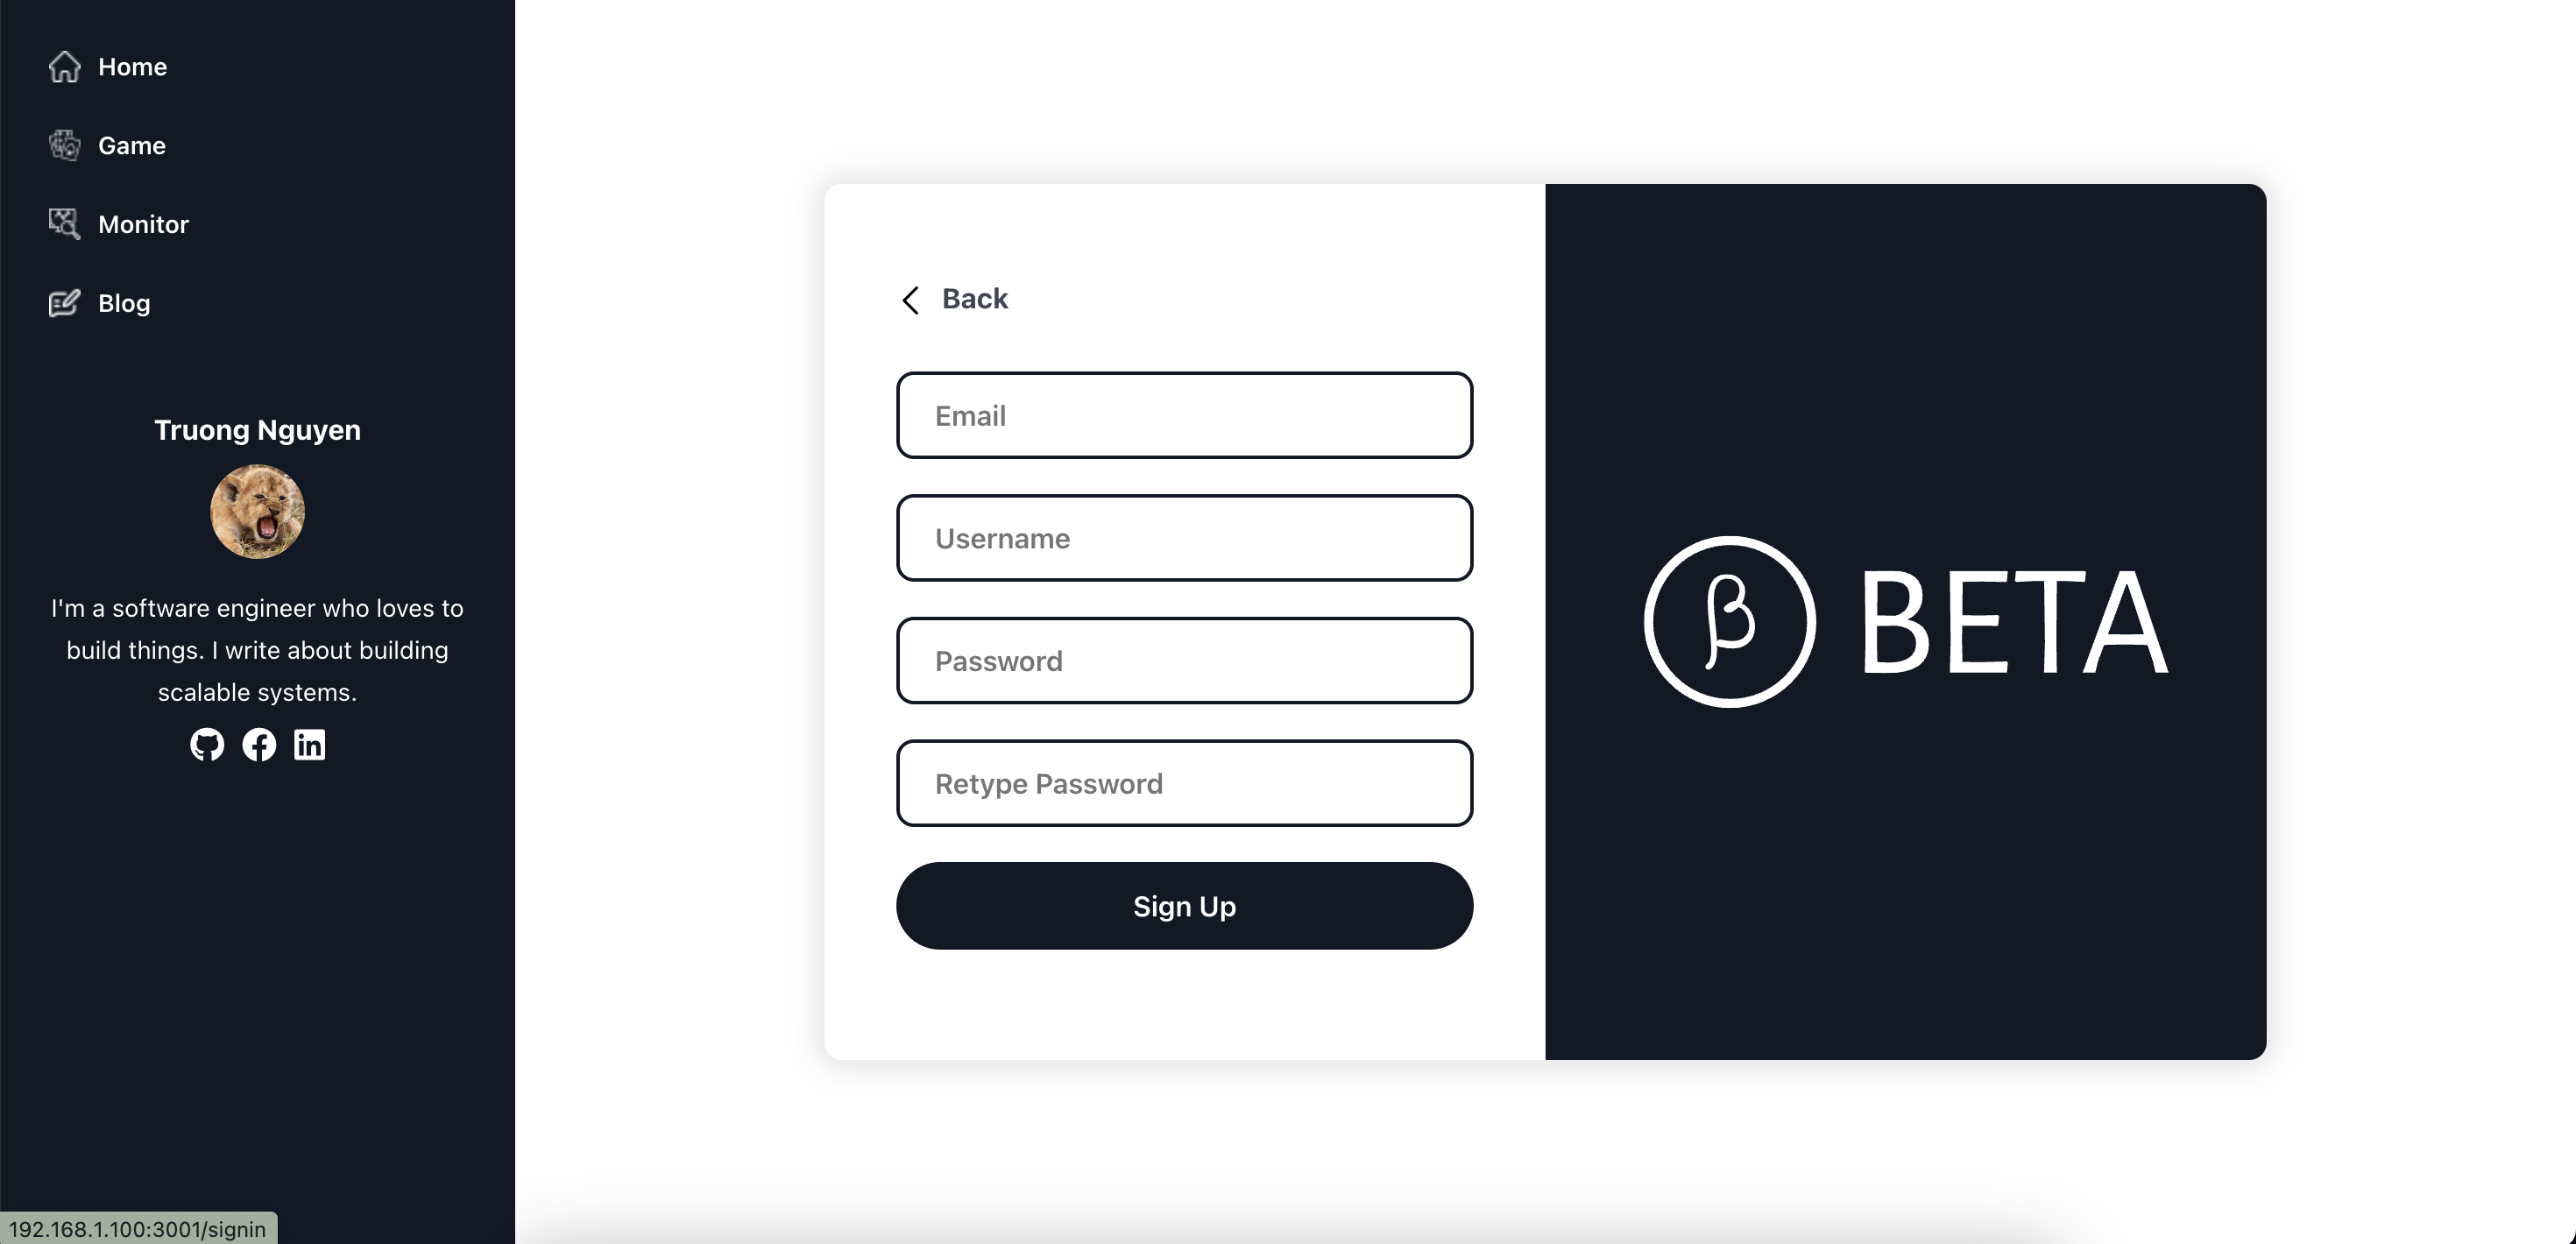 Home
Game
Monitor
Blog
Truong Nguyen
I'm a software engineer who loves to
build things. I write about building
scalable systems.
Back
Email
Username
Password
Retype Password
Sign Up
β BETA
192.168.1.100:3001/signin